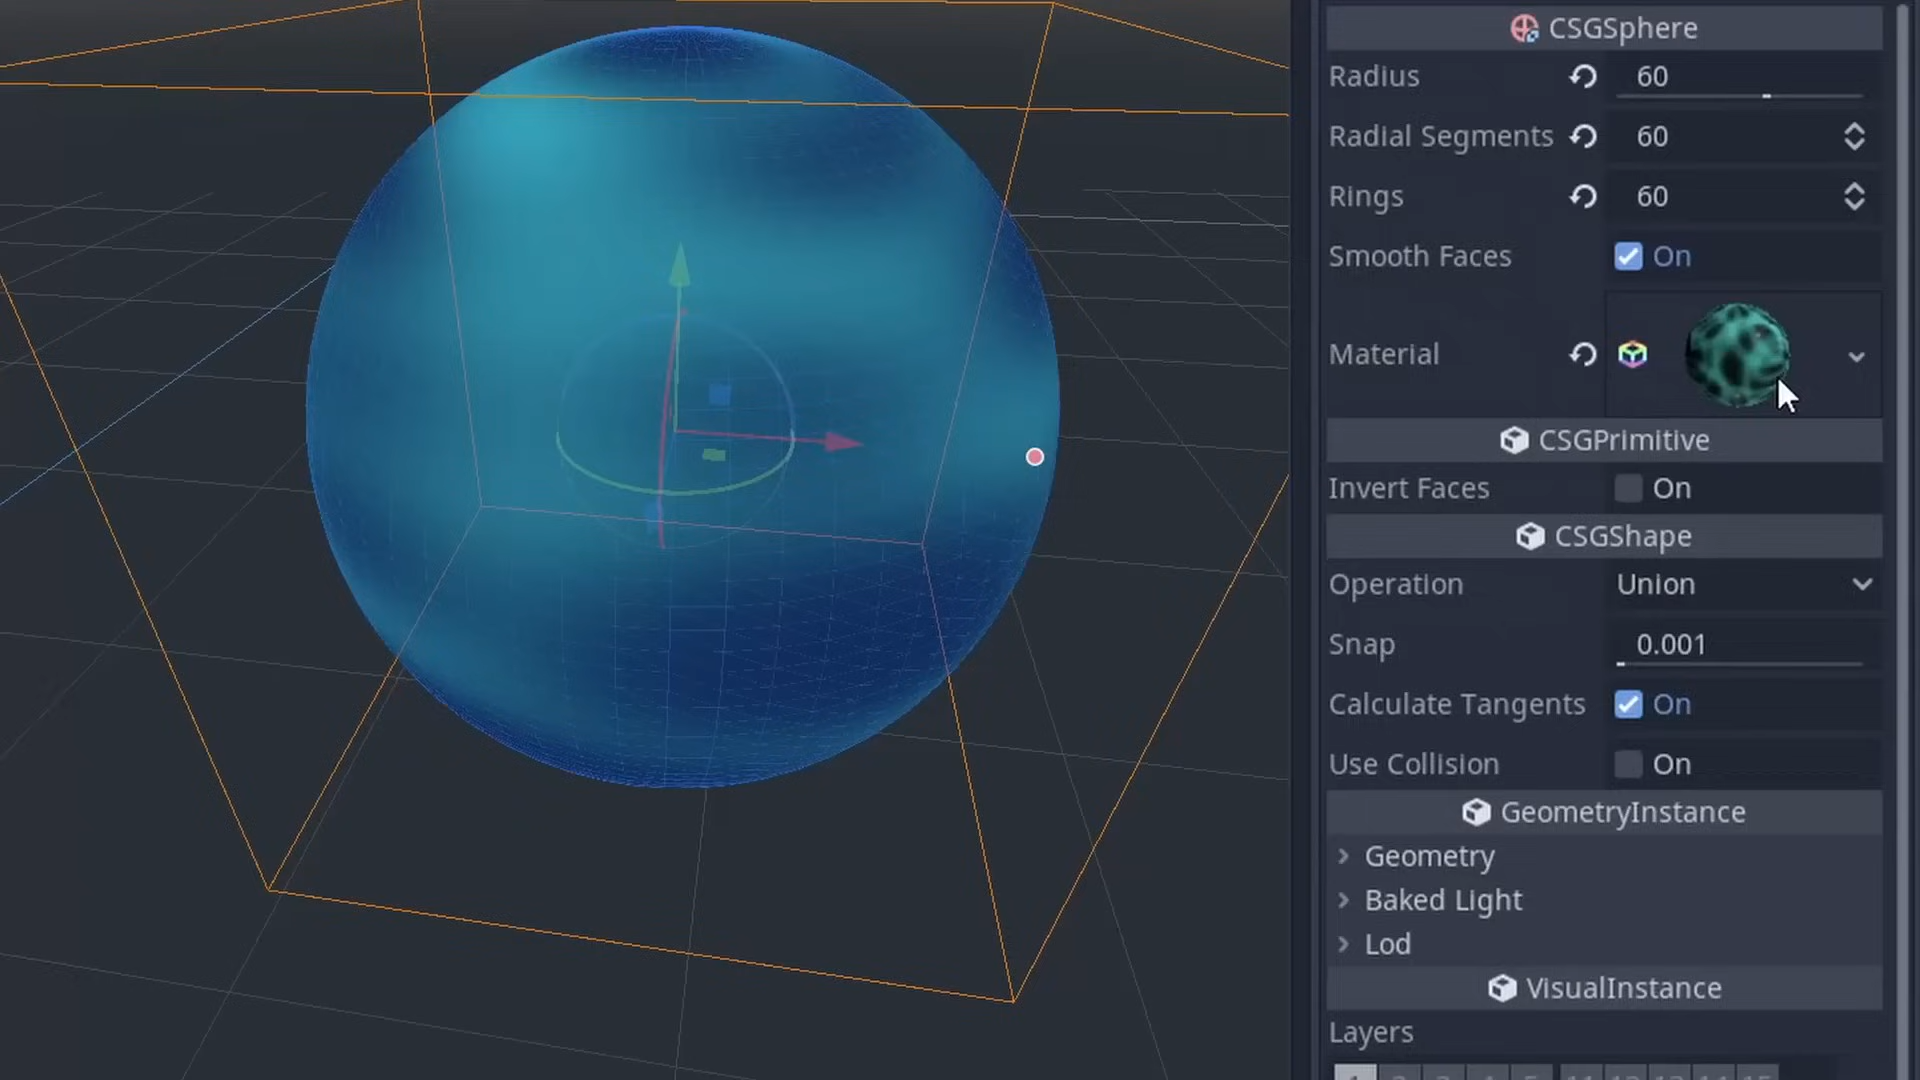 CSGSphere
Radius 60
Radial Segments 60
Rings 60
Smooth Faces On
Material
CSGPrimitive
Invert Faces On
CSGShape
Operation Union
Snap 0.001
Calculate Tangents On
Use Collision On
GeometryInstance
Geometry
Baked Light
Lod
VisualInstance
Layers